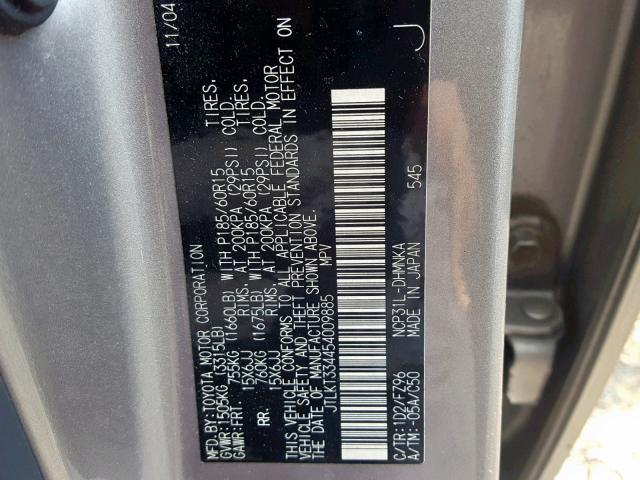 MFD.BY:TOYOTA MOTOR CORPORATION 11/04
GVWR:1505KG (3315LB)
GAWR:FRT 755KG (1660LB) WITH P185/60R15 TIRES,
15X6JJ RIMS, AT 200KPA (29PSI) COLD.
RR. 760KG (1675LB) WITH P185/60R15 TIRES,
15X6JJ RIMS, AT 200KPA (29PSI) COLD.
THIS VEHICLE CONFORMS TO ALL APPLICABLE FEDERAL MOTOR
VEHICLE SAFETY AND THEFT PREVENTION STANDARDS IN EFFECT ON
THE DATE OF MANUFACTURE SHOWN ABOVE.
JTLKT334454009885 MPV
J
C/TR:1D2/FZ96 NCP31L-DHMNKA
A/TM:-05A/C50 MADE IN JAPAN 545